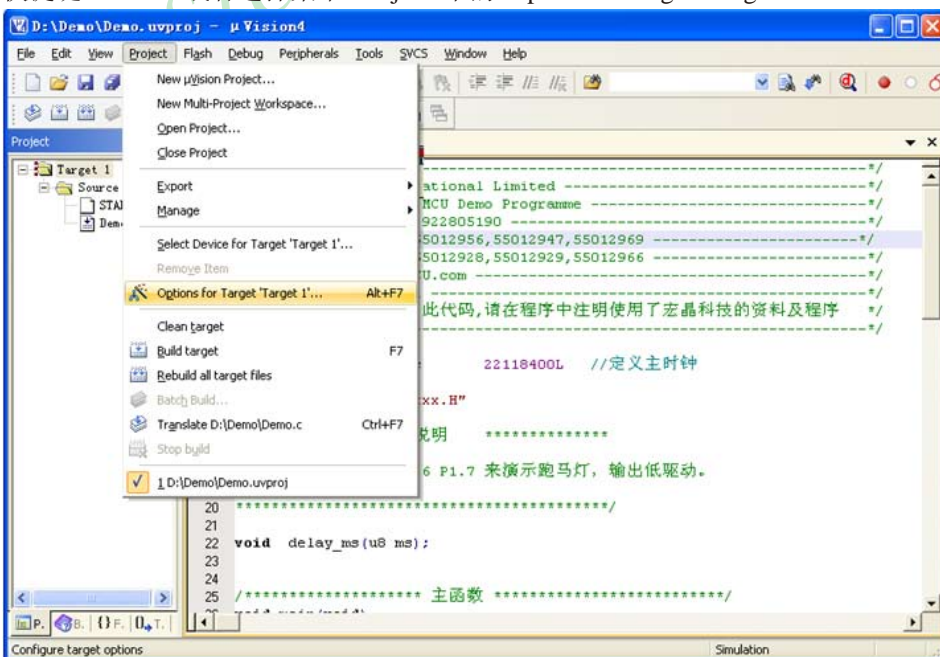 D:\Demo\Demo.uvproj - µVision4
File Edit View Project Flash Debug Peripherals Tools SVCS Window Help
New µVision Project...
New Multi-Project Workspace...
Open Project...
Close Project
Export
Manage
Select Device for Target 'Target 1'...
Remove Item
Options for Target 'Target 1'... Alt+F7
Clean target
Build target F7
Rebuild all target files
Batch Build...
Translate D:\Demo\Demo.c Ctrl+F7
Stop build
1 D:\Demo\Demo.uvproj
Project
Target 1
Source
STA
Dem
-----------------------------------------------*/
ational Limited ------------------------------*/
MCU Demo Programme ---------------------------*/
922805190 ------------------------------------*/
55012956,55012947,55012969 -----------------------*/
55012928,55012929,55012966 -----------------------*/
U.com ----------------------------------------*/
-----------------------------------------------*/
此代码,请在程序中注明使用了宏晶科技的资料及程序 */
-----------------------------------------------*/
22118400L //定义主时钟
xx.H"
说明 **************
6 P1.7 来演示跑马灯，输出低驱动。
20 ******************************************/
21
22 void delay_ms(u8 ms);
23
24
25 /******************** 主函数 **************************/
P. B. {} F. 0 T.
Configure target options Simulation